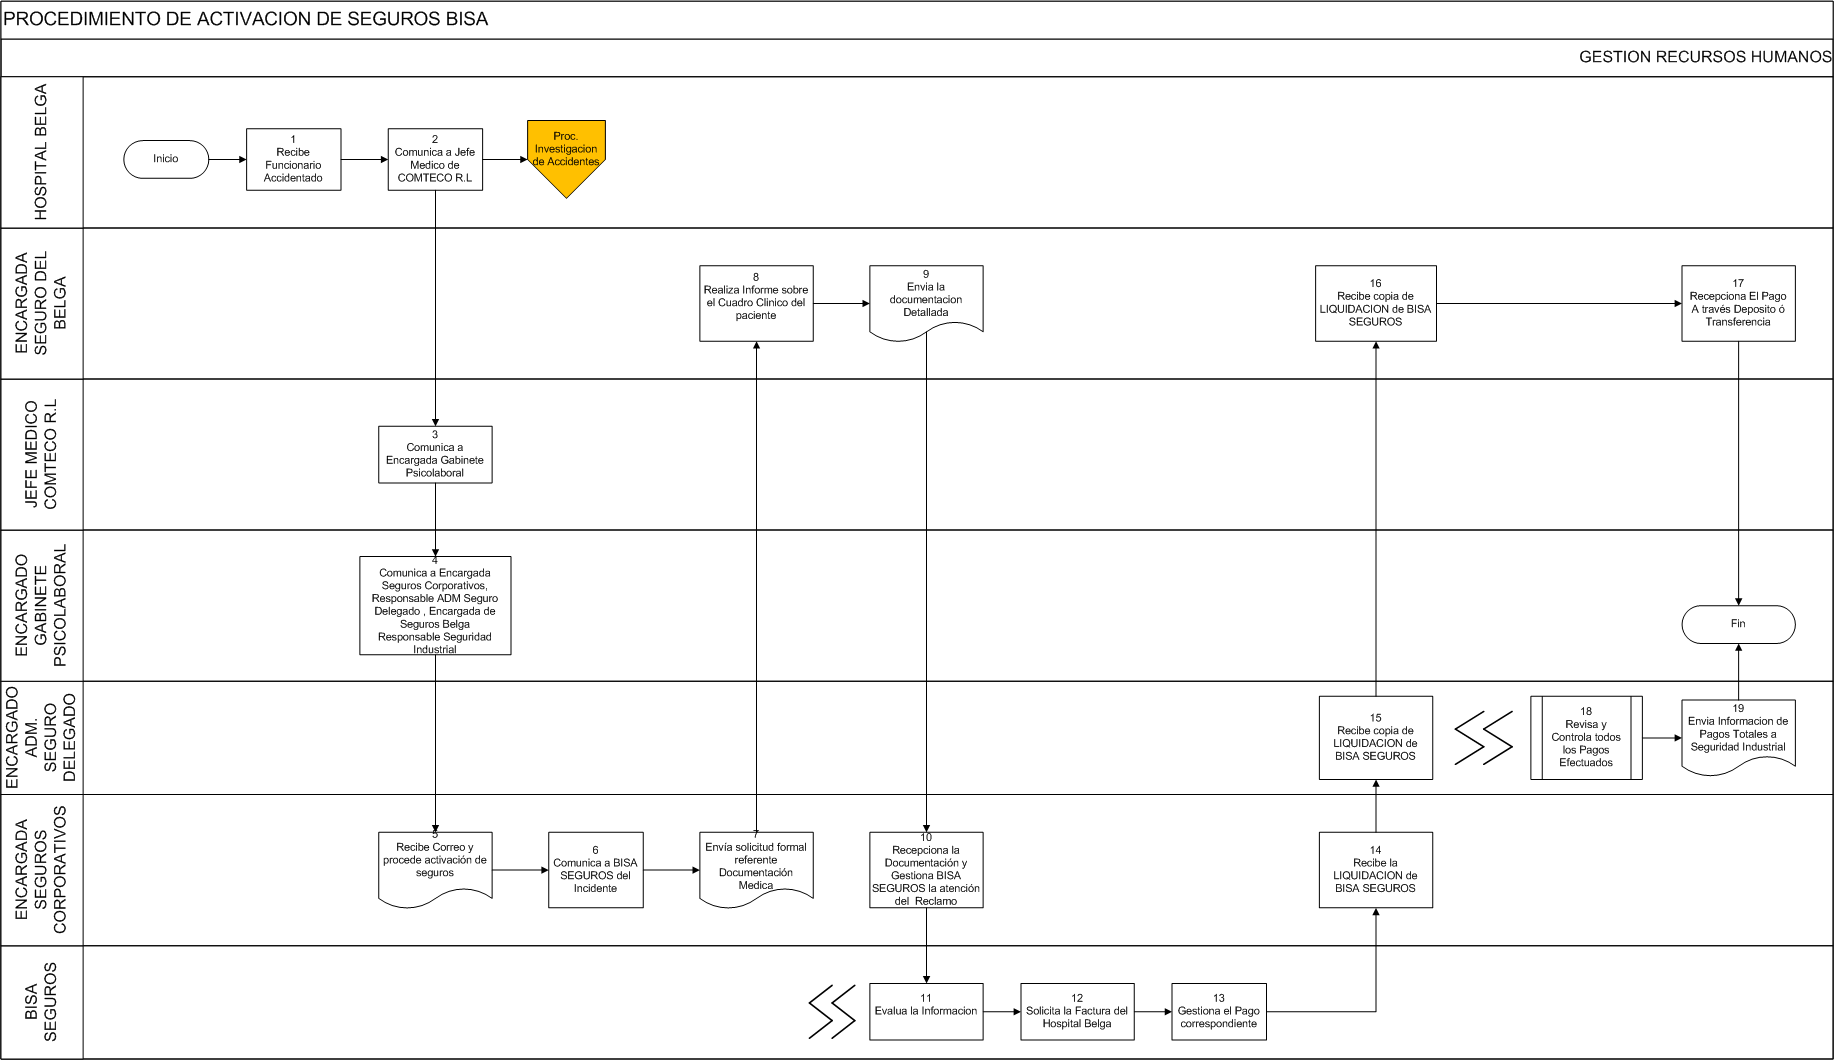 PROCEDIMIENTO DE ACTIVACION DE SEGUROS BISA
GESTION RECURSOS HUMANOS
HOSPITAL BELGA
Inicio
1
Recibe
Funcionario
Accidentado
2
Comunica a Jefe
Medico de
COMTECO R.L
Proc.
Investigacion
de Accidentes
ENCARGADA
SEGURO DEL
BELGA
8
Realiza Informe sobre
el Cuadro Clinico del
paciente
9
Envia la
documentacion
Detallada
16
Recibe copia de
LIQUIDACION de BISA
SEGUROS
17
Recepciona El Pago
A través Deposito ó
Transferencia
JEFE MEDICO
COMTECO R.L
3
Comunica a
Encargada Gabinete
Psicolaboral
ENCARGADO
GABINETE
PSICOLABORAL
4
Comunica a Encargada
Seguros Corporativos,
Responsable ADM Seguro
Delegado , Encargada de
Seguros Belga
Responsable Seguridad
Industrial
Fin
ENCARGADO
ADM.
SEGURO
DELEGADO
15
Recibe copia de
LIQUIDACION de
BISA SEGUROS
18
Revisa y
Controla todos
los Pagos
Efectuados
19
Envia Informacion de
Pagos Totales a
Seguridad Industrial
ENCARGADA
SEGUROS
CORPORATIVOS
5
Recibe Correo y
procede activación de
seguros
6
Comunica a BISA
SEGUROS del
Incidente
7
Envía solicitud formal
referente
Documentación
Medica
10
Recepciona la
Documentación y
Gestiona BISA
SEGUROS la atención
del  Reclamo
14
Recibe la
LIQUIDACION de
BISA SEGUROS
BISA
SEGUROS
11
Evalua la Informacion
12
Solicita la Factura del
Hospital Belga
13
Gestiona el Pago
correspondiente